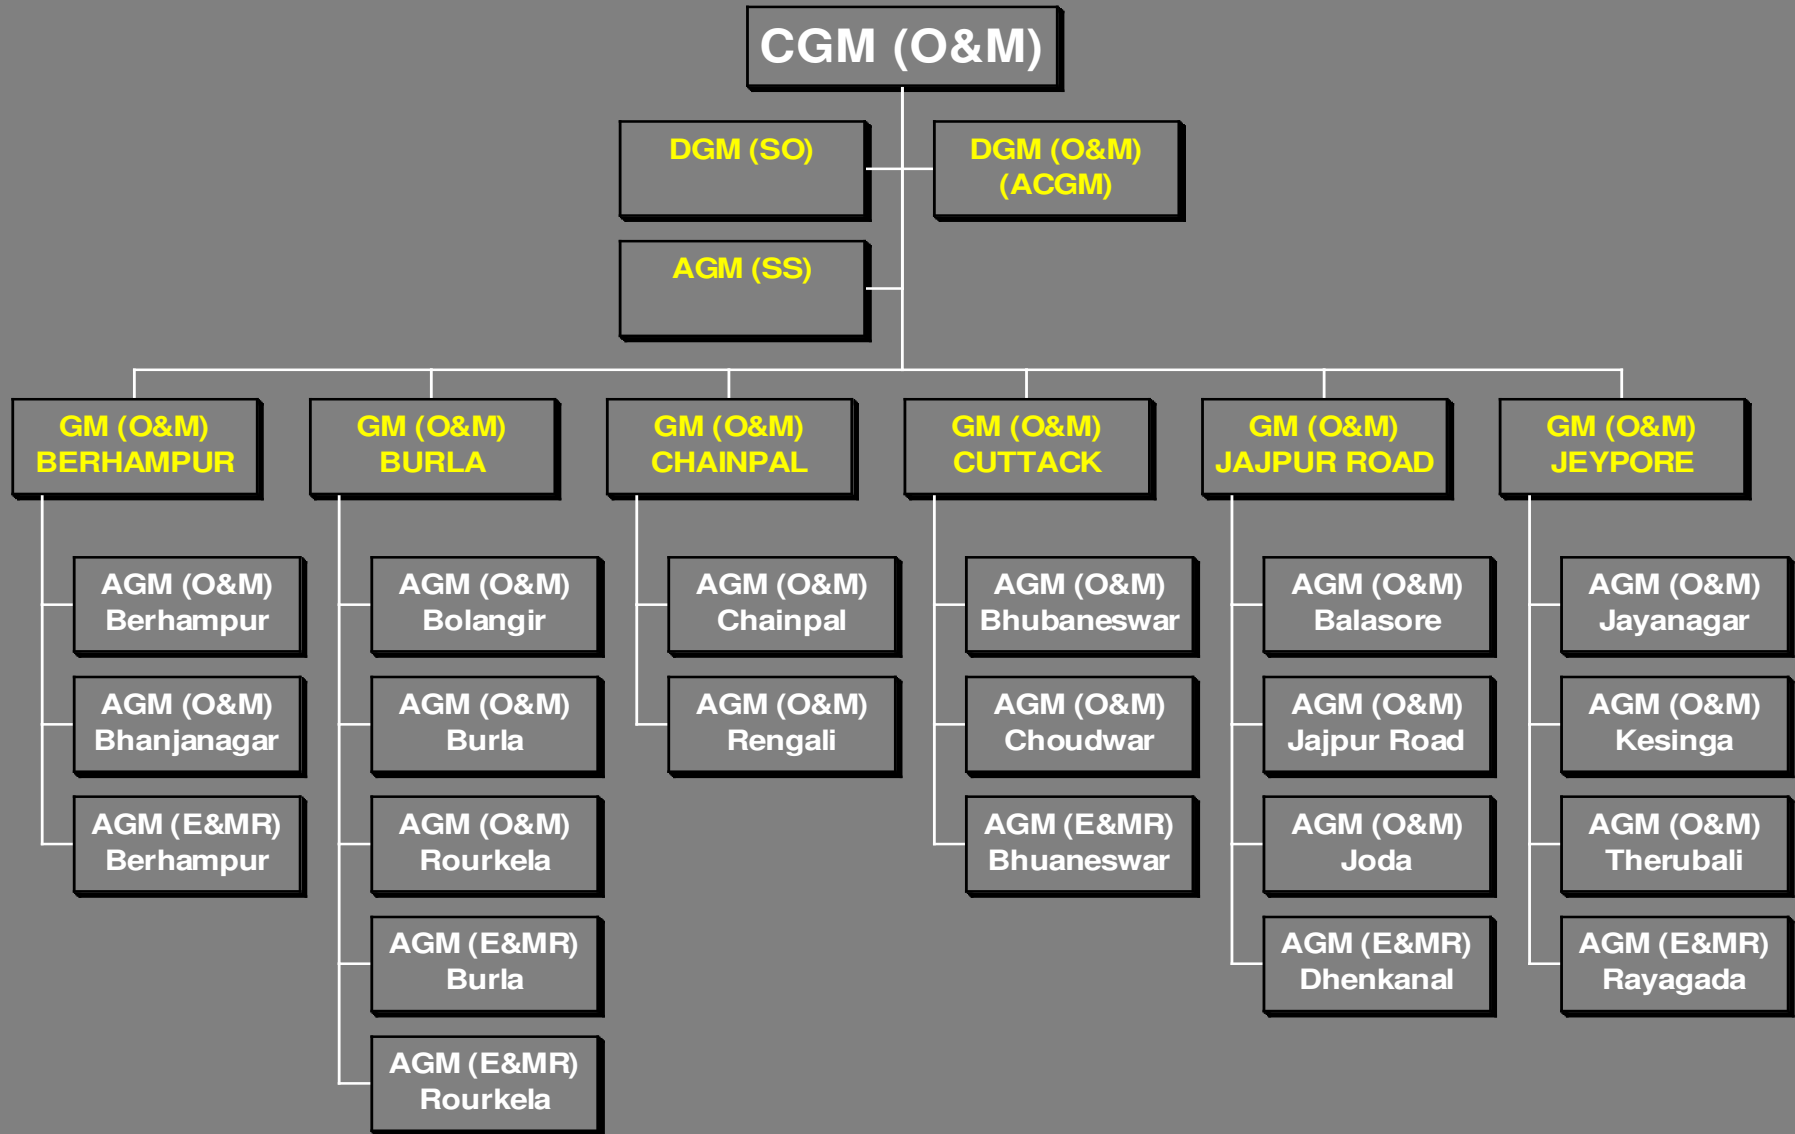 CGM (O&M)
DGM (SO)
DGM (O&M)
(ACGM)
AGM (SS)
GM (O&M)
BERHAMPUR
GM (O&M)
BURLA
GM (O&M)
CHAINPAL
GM (O&M)
CUTTACK
GM (O&M)
JAJPUR ROAD
GM (O&M)
JEYPORE
AGM (O&M)
Berhampur
AGM (O&M)
Bhanjanagar
AGM (E&MR)
Berhampur
AGM (O&M)
Bolangir
AGM (O&M)
Burla
AGM (O&M)
Rourkela
AGM (E&MR)
Burla
AGM (E&MR)
Rourkela
AGM (O&M)
Chainpal
AGM (O&M)
Rengali
AGM (O&M)
Bhubaneswar
AGM (O&M)
Choudwar
AGM (E&MR)
Bhuaneswar
AGM (O&M)
Balasore
AGM (O&M)
Jajpur Road
AGM (O&M)
Joda
AGM (E&MR)
Dhenkanal
AGM (O&M)
Jayanagar
AGM (O&M)
Kesinga
AGM (O&M)
Therubali
AGM (E&MR)
Rayagada